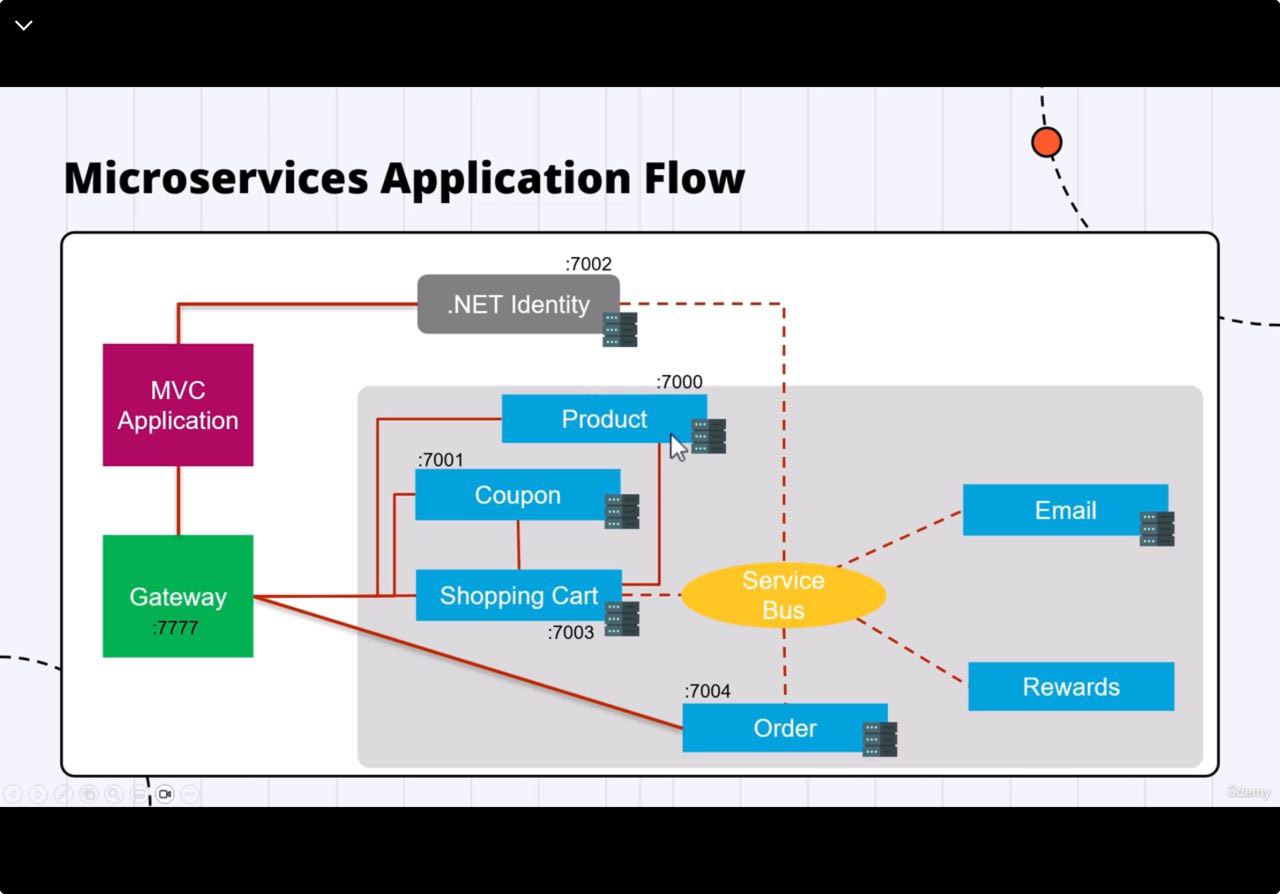 Microservices Application Flow
:7002
.NET Identity
MVC
Application
:7000
Product
:7001
Coupon
Email
Gateway
:7777
Shopping Cart
:7003
Service
Bus
Rewards
:7004
Order
ûdemy